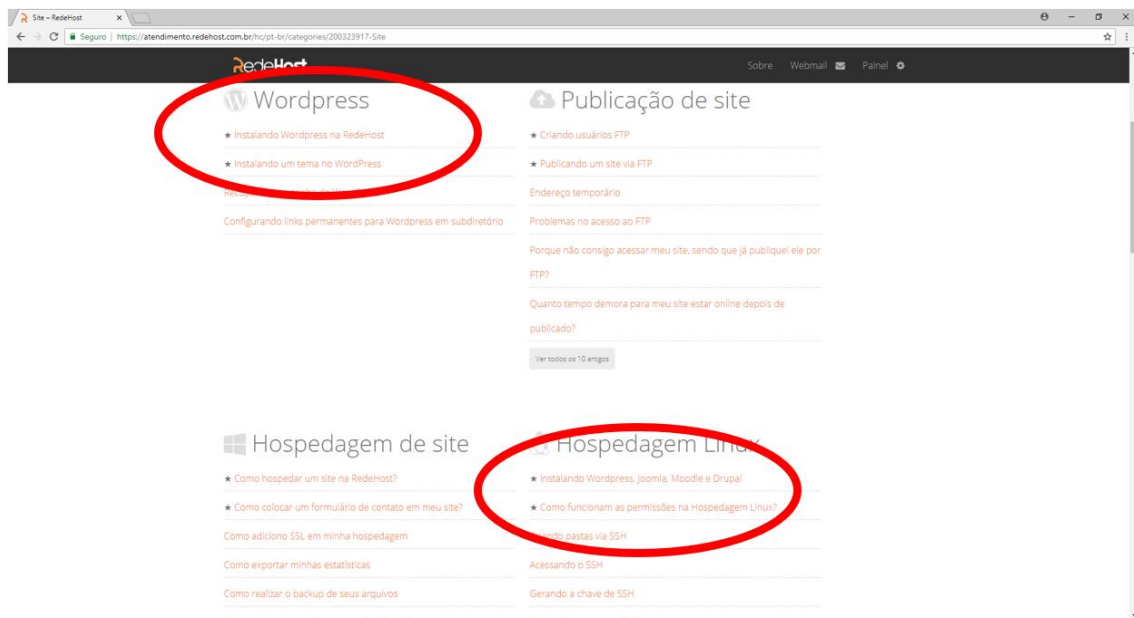 Site – RedeHost
Seguro | https://atendimento.redehost.com.br/hc/pt-br/categories/200323917-Site
RedeHost
Sobre Webmail Painel
Wordpress
★ Instalando Wordpress na RedeHost
★ Instalando um tema no WordPress
Configurando links permanentes para Wordpress em subdiretório
Publicação de site
★ Criando usuários FTP
★ Publicando um site via FTP
Endereço temporário
Problemas no acesso ao FTP
Porque não consigo acessar meu site, sendo que já publiquei ele por
FTP?
Quanto tempo demora para meu site estar online depois de
publicado?
Ver todos os 10 artigos
Hospedagem de site
★ Como hospedar um site na RedeHost?
★ Como colocar um formulário de contato em meu site?
Como adiciono SSL em minha hospedagem
Como exportar minhas estatísticas
Como realizar o backup de seus arquivos
Hospedagem Linux
★ Instalando Wordpress, Joomla, Moodle e Drupal
★ Como funcionam as permissões na Hospedagem Linux?
pastas via SSH
Acessando o SSH
Gerando a chave de SSH